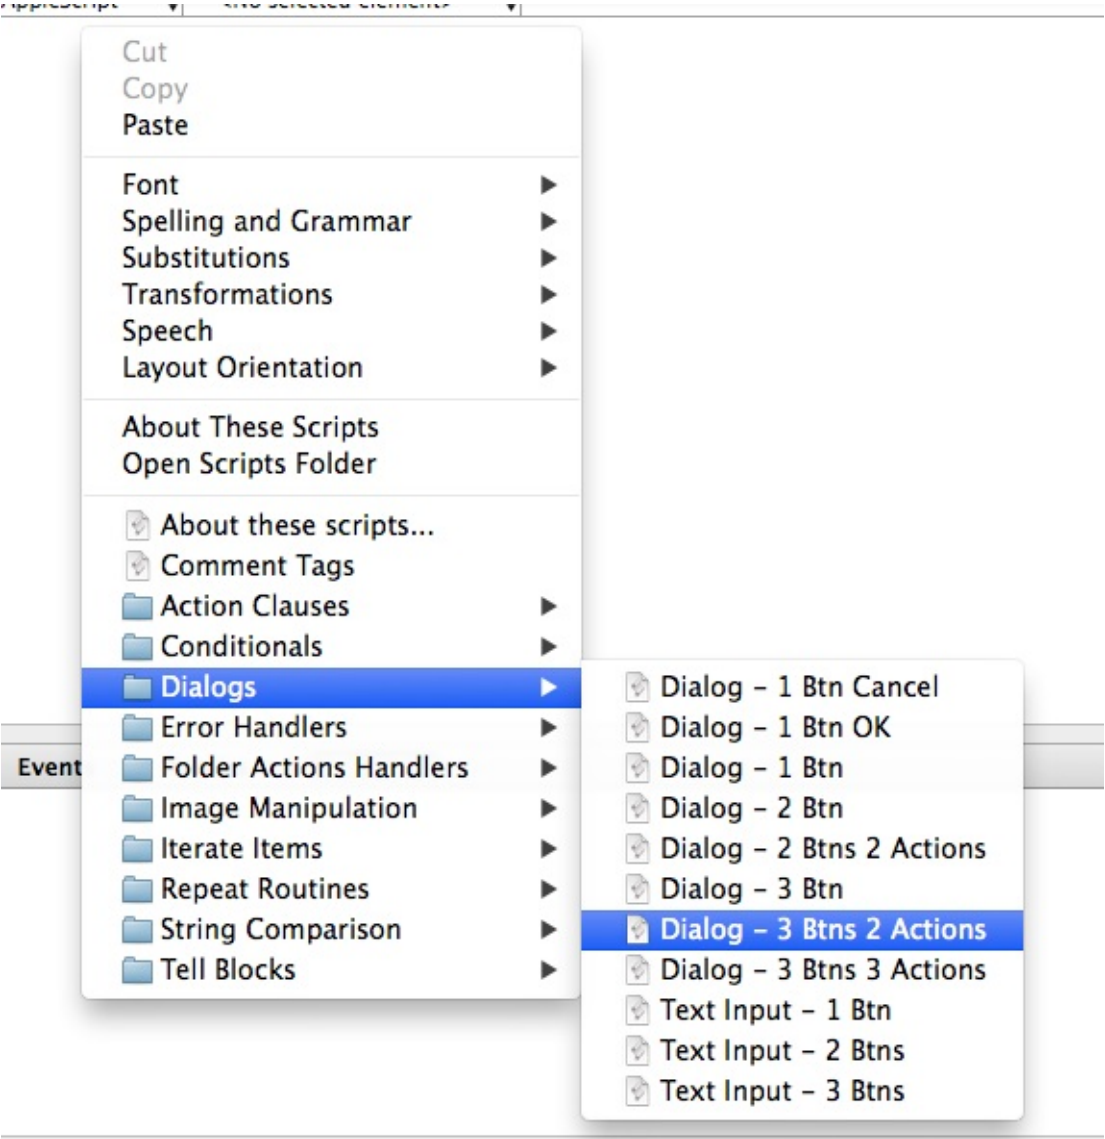 AppleScript <No selected element>
Cut
Copy
Paste
Font
Spelling and Grammar
Substitutions
Transformations
Speech
Layout Orientation
About These Scripts
Open Scripts Folder
About these scripts...
Comment Tags
Action Clauses
Conditionals
Dialogs
Error Handlers
Folder Actions Handlers
Image Manipulation
Iterate Items
Repeat Routines
String Comparison
Tell Blocks
Event
Dialog – 1 Btn Cancel
Dialog – 1 Btn OK
Dialog – 1 Btn
Dialog – 2 Btn
Dialog – 2 Btns 2 Actions
Dialog – 3 Btn
Dialog – 3 Btns 2 Actions
Dialog – 3 Btns 3 Actions
Text Input – 1 Btn
Text Input – 2 Btns
Text Input – 3 Btns